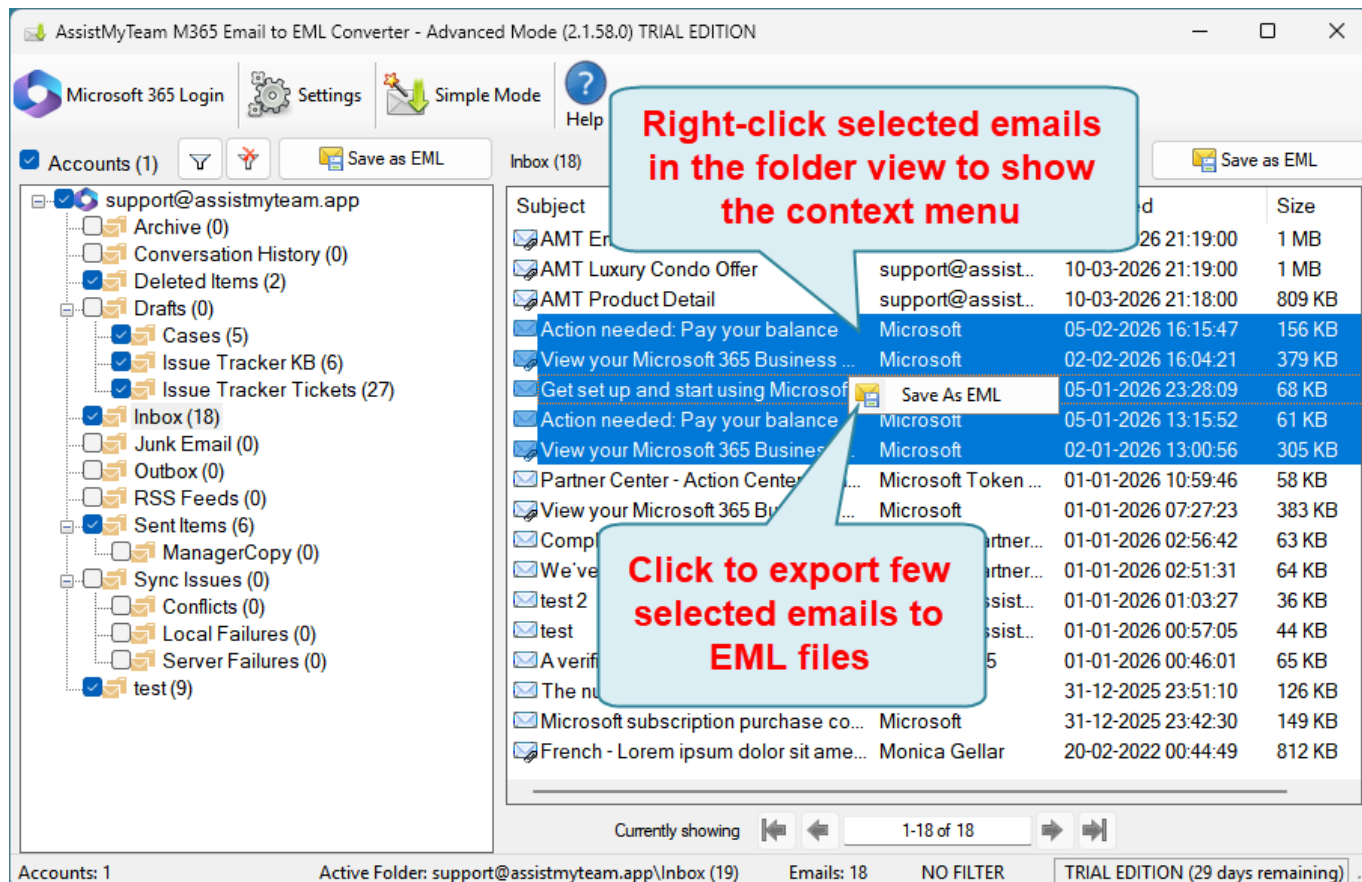 AssistMyTeam M365 Email to EML Converter - Advanced Mode (2.1.58.0) TRIAL EDITION
Microsoft 365 Login
Settings
Simple Mode
Help
Right-click selected emails
in the folder view to show
the context menu
Accounts (1)
Save as EML
Inbox (18)
Save as EML
support@assistmyteam.app
Archive (0)
Conversation History (0)
Deleted Items (2)
Drafts (0)
Cases (5)
Issue Tracker KB (6)
Issue Tracker Tickets (27)
Inbox (18)
Junk Email (0)
Outbox (0)
RSS Feeds (0)
Sent Items (6)
ManagerCopy (0)
Sync Issues (0)
Conflicts (0)
Local Failures (0)
Server Failures (0)
test (9)
Subject Size
AMT 21:19:00 1 MB
AMT Luxury Condo Offer support@assist... 10-03-2026 21:19:00 1 MB
AMT Product Detail support@assist... 10-03-2026 21:18:00 809 KB
Action needed: Pay your balance Microsoft 05-02-2026 16:15:47 156 KB
View your Microsoft 365 Business ... Microsoft 02-02-2026 16:04:21 379 KB
Get set up and start using 05-01-2026 23:28:09 68 KB
Save As EML
Action needed: Pay your balance Microsoft 05-01-2026 13:15:52 61 KB
View your Microsoft 365 Microsoft 02-01-2026 13:00:56 305 KB
Partner Center - Action Microsoft Token ... 01-01-2026 10:59:46 58 KB
View your Microsoft 365 ... Microsoft 01-01-2026 07:27:23 383 KB
01-01-2026 02:56:42 63 KB
We've 01-01-2026 02:51:31 64 KB
test 2 01-01-2026 01:03:27 36 KB
test 01-01-2026 00:57:05 44 KB
A 01-01-2026 00:46:01 65 KB
The 31-12-2025 23:51:10 126 KB
Microsoft subscription purchase co... Microsoft 31-12-2025 23:42:30 149 KB
French - Lorem ipsum dolor sit ame... Monica Gellar 20-02-2022 00:44:49 812 KB
Click to export few
selected emails to
EML files
Currently showing 1-18 of 18
Accounts: 1 Active Folder: support@assistmyteam.app\Inbox (19) Emails: 18 NO FILTER TRIAL EDITION (29 days remaining)